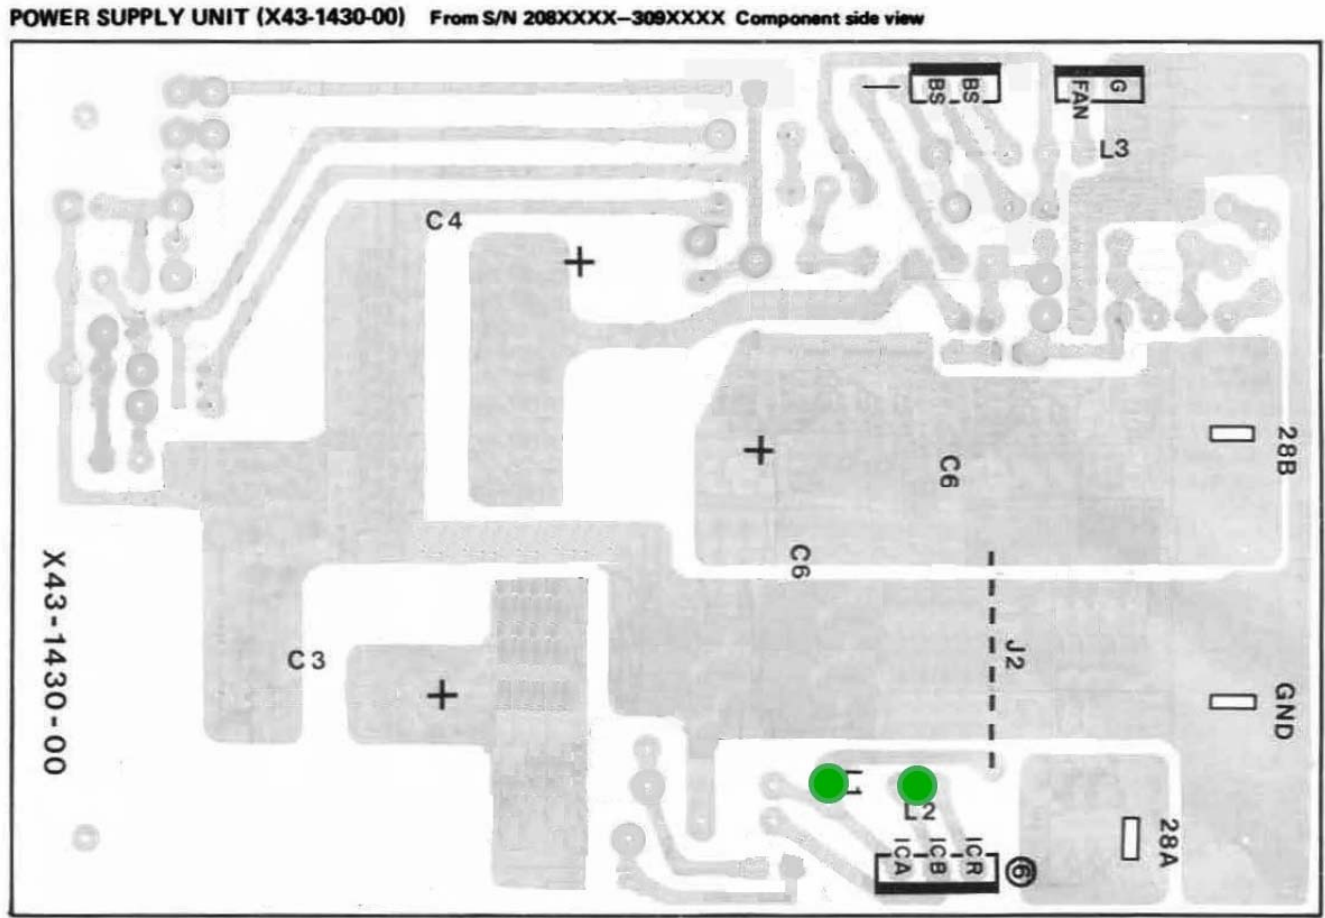 POWER SUPPLY UNIT (X43-1430-00) From S/N 208XXXX–309XXXX Component side view
BS BS
FAN G
L3
C4
+
+
28B
C6
C6
X43-1430-00
J2
C3
+
GND
L2
ICA ICB ICR
⑥
28A